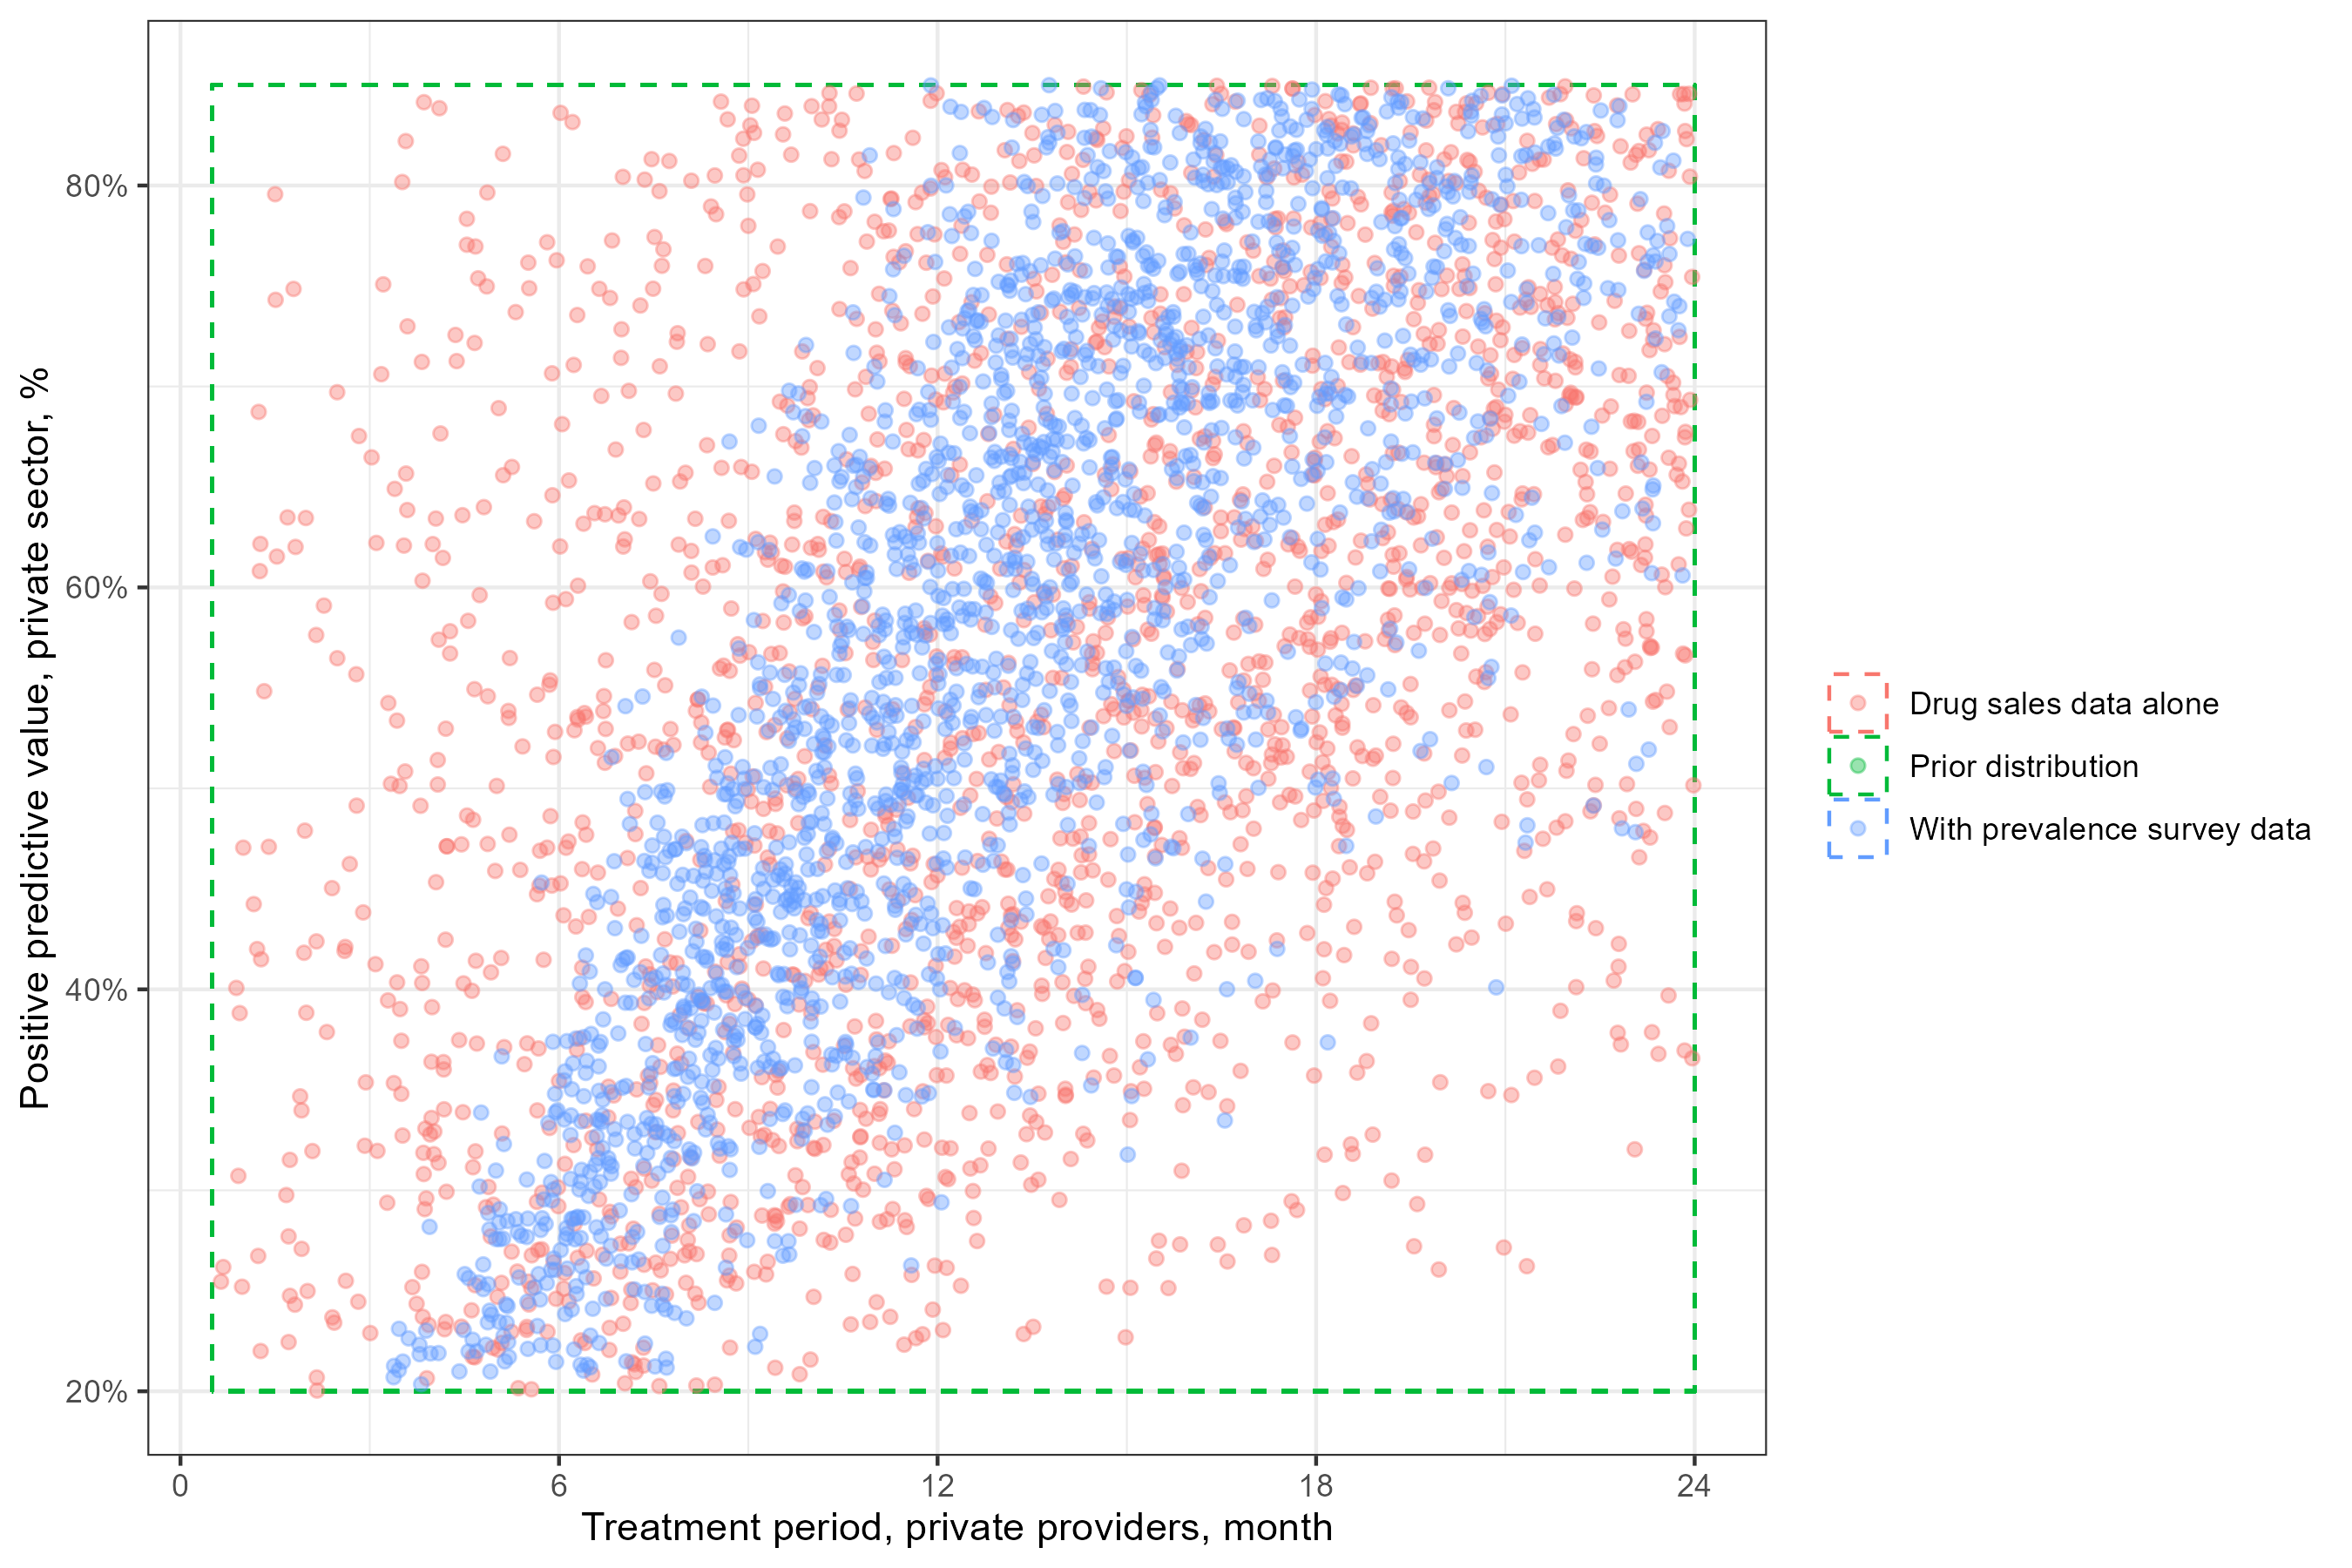 Positive predictive value, private sector, %
80%
60%
40%
20%
0 6 12 18 24
Treatment period, private providers, month
Drug sales data alone
Prior distribution
With prevalence survey data